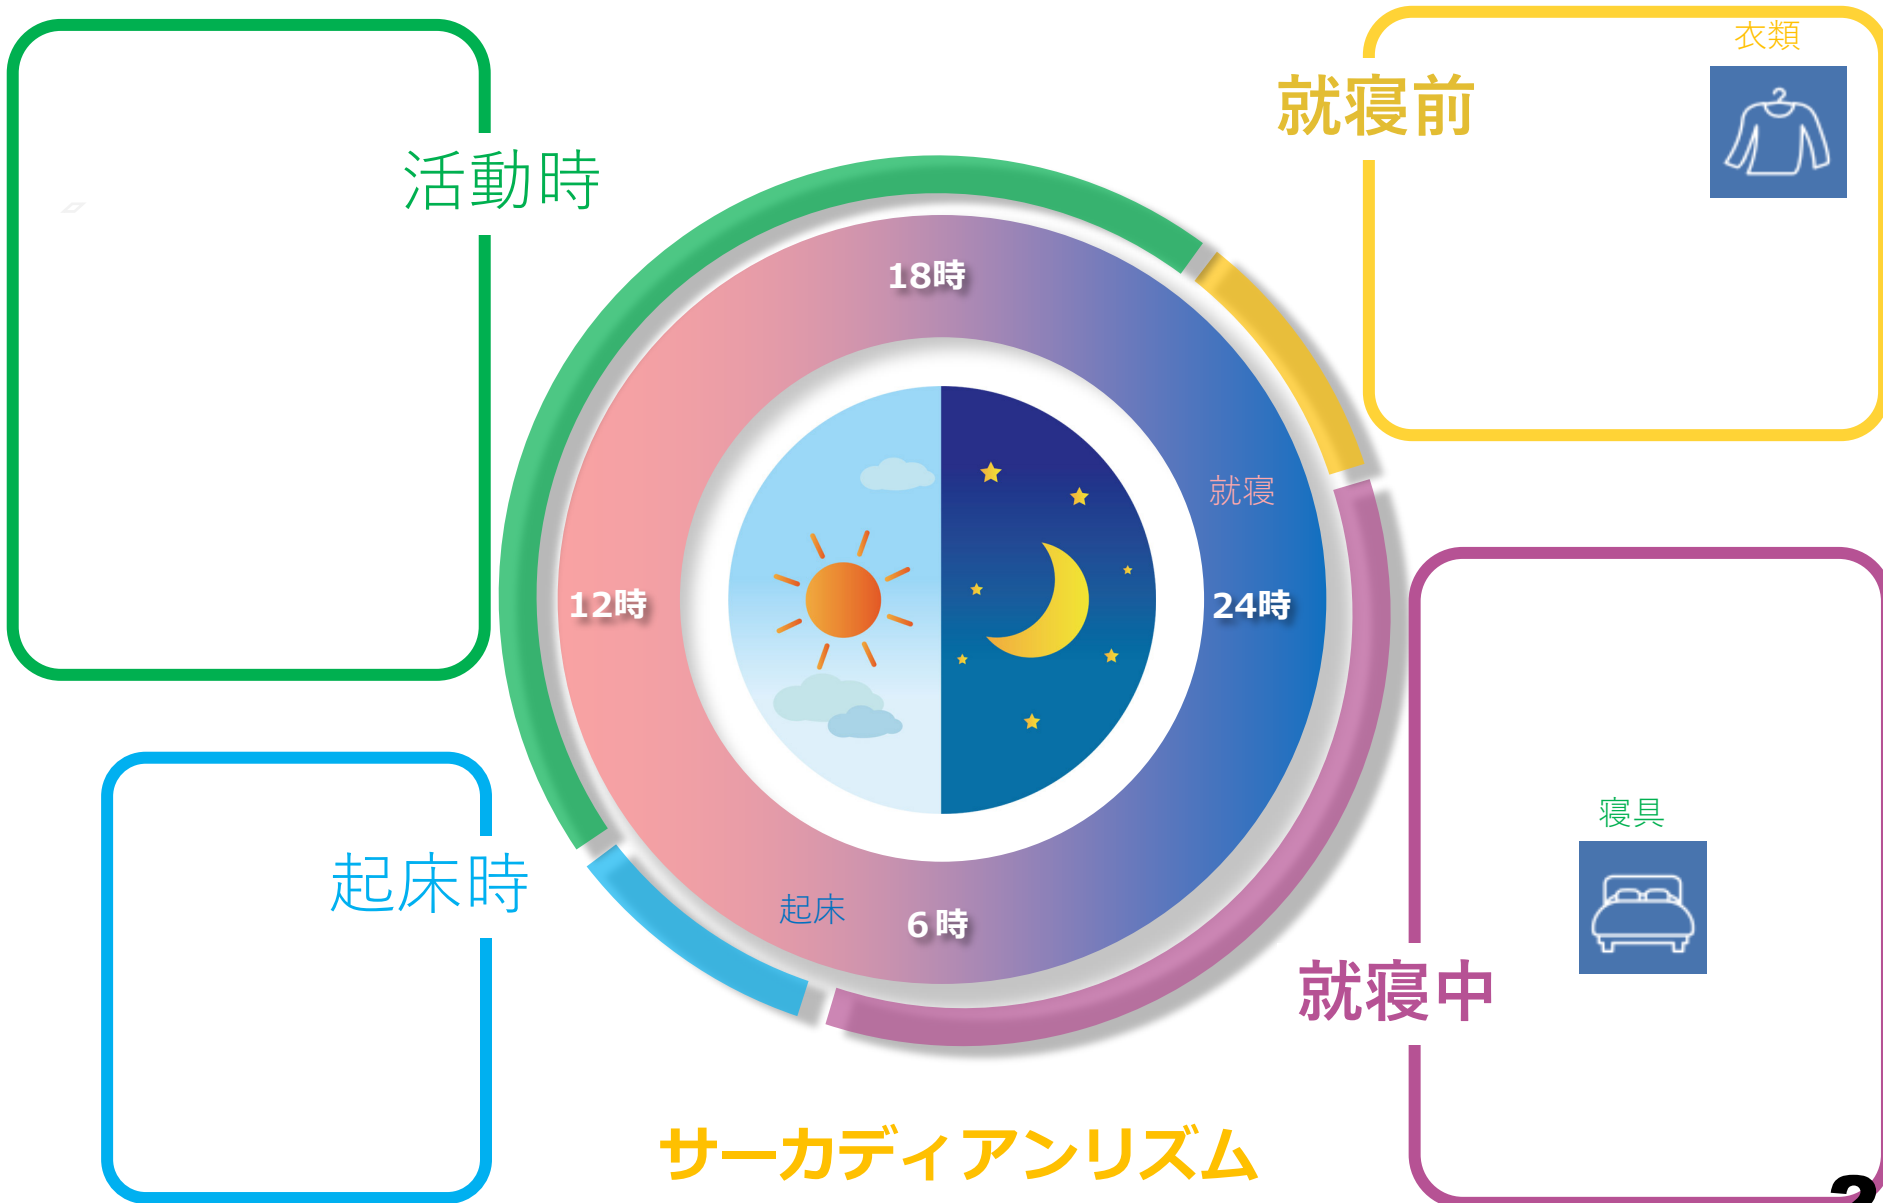 衣類
就寝前
活動時
18時
就寝
12時
24時
寝具
起床時
起床
6時
就寝中
サーカディアンリズム